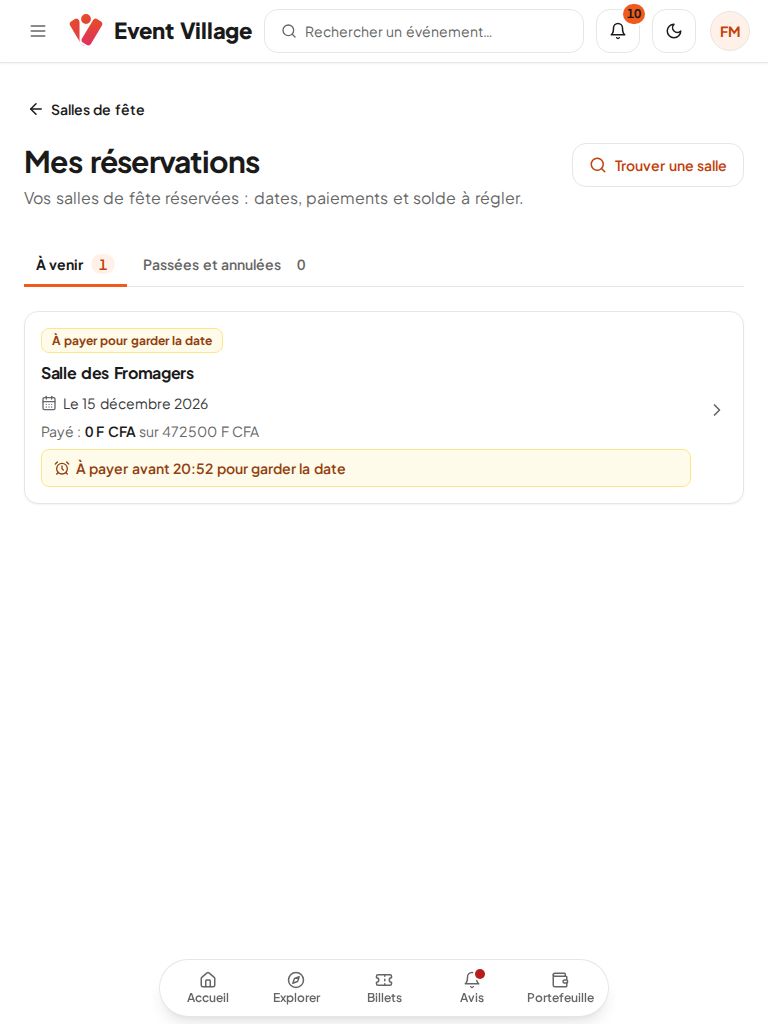 Event Village
Rechercher un événement...
10
FM
Salles de fête
Mes réservations
Trouver une salle
Vos salles de fête réservées : dates, paiements et solde à régler.
À venir 1
Passées et annulées 0
À payer pour garder la date
Salle des Fromagers
Le 15 décembre 2026
Payé : 0 F CFA sur 472500 F CFA
À payer avant 20:52 pour garder la date
Accueil
Explorer
Billets
Avis
Portefeuille